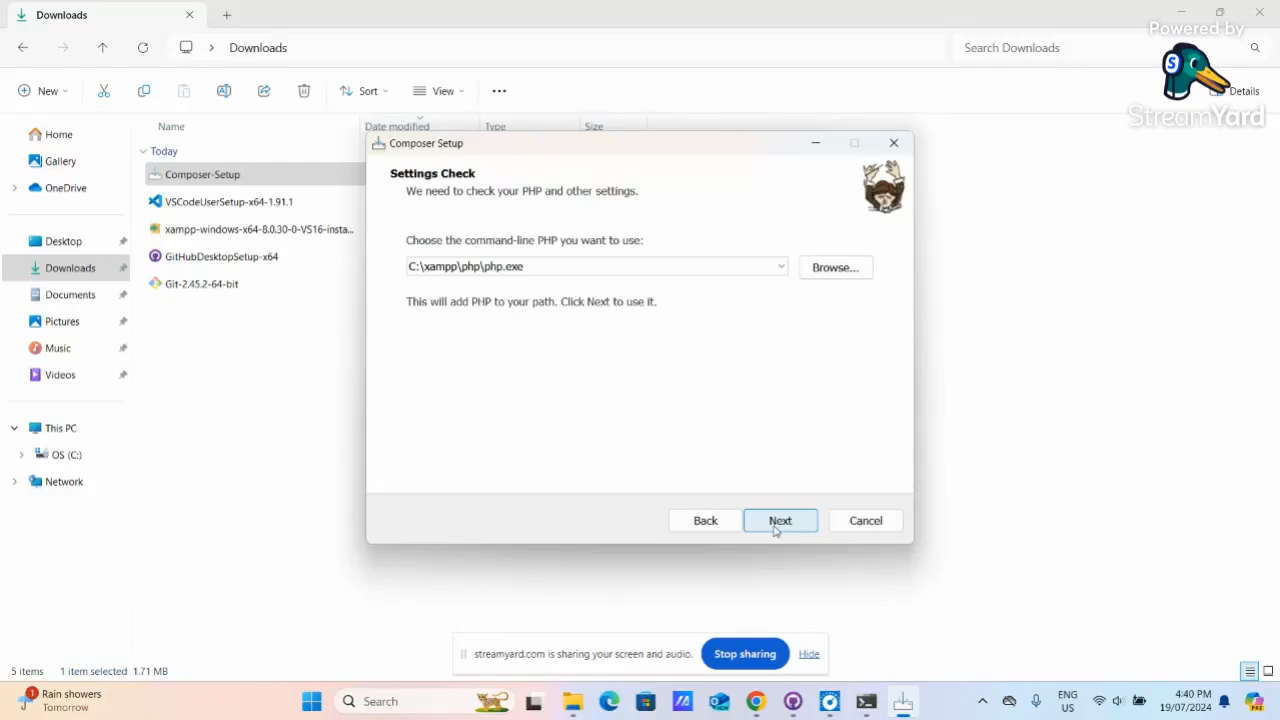 Downloads
Powered by
Downloads
Search Downloads
New
Sort
View
Details
StreamYard
Home
Gallery
OneDrive
Desktop
Downloads
Documents
Pictures
Music
Videos
This PC
OS (C:)
Network
Name
Date modified
Type
Size
Today
Composer-Setup
VSCodeUserSetup-x64-1.91.1
xampp-windows-x64-8.0.30-0-VS16-insta...
GitHubDesktopSetup-x64
Git-2.45.2-64-bit
Composer Setup
Settings Check
We need to check your PHP and other settings.
Choose the command-line PHP you want to use:
C:\xampp\php\php.exe
Browse...
This will add PHP to your path. Click Next to use it.
Back
Next
Cancel
streamyard.com is sharing your screen and audio.
Stop sharing
Hide
5 items
1 item selected
1.71 MB
1
Rain showers
Tomorrow
Search
ENG
US
4:40 PM
19/07/2024